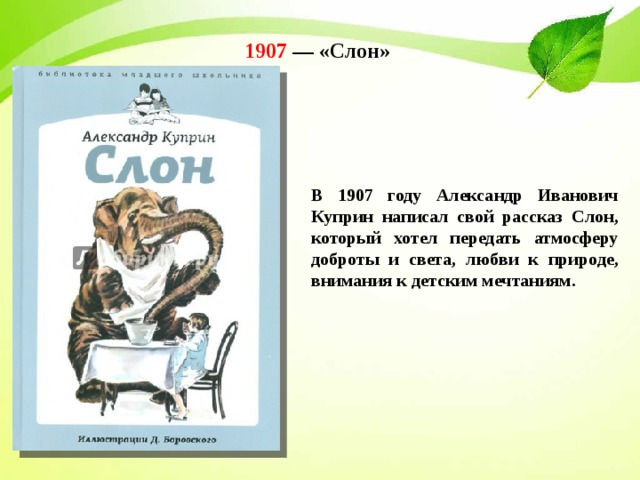 1907 — «Слон»
библиотека младшего школьника
Александр Куприн
Слон
Иллюстрации Д. Боровского
В 1907 году Александр Иванович
Куприн написал свой рассказ Слон,
который хотел передать атмосферу
доброты и света, любви к природе,
внимания к детским мечтаниям.